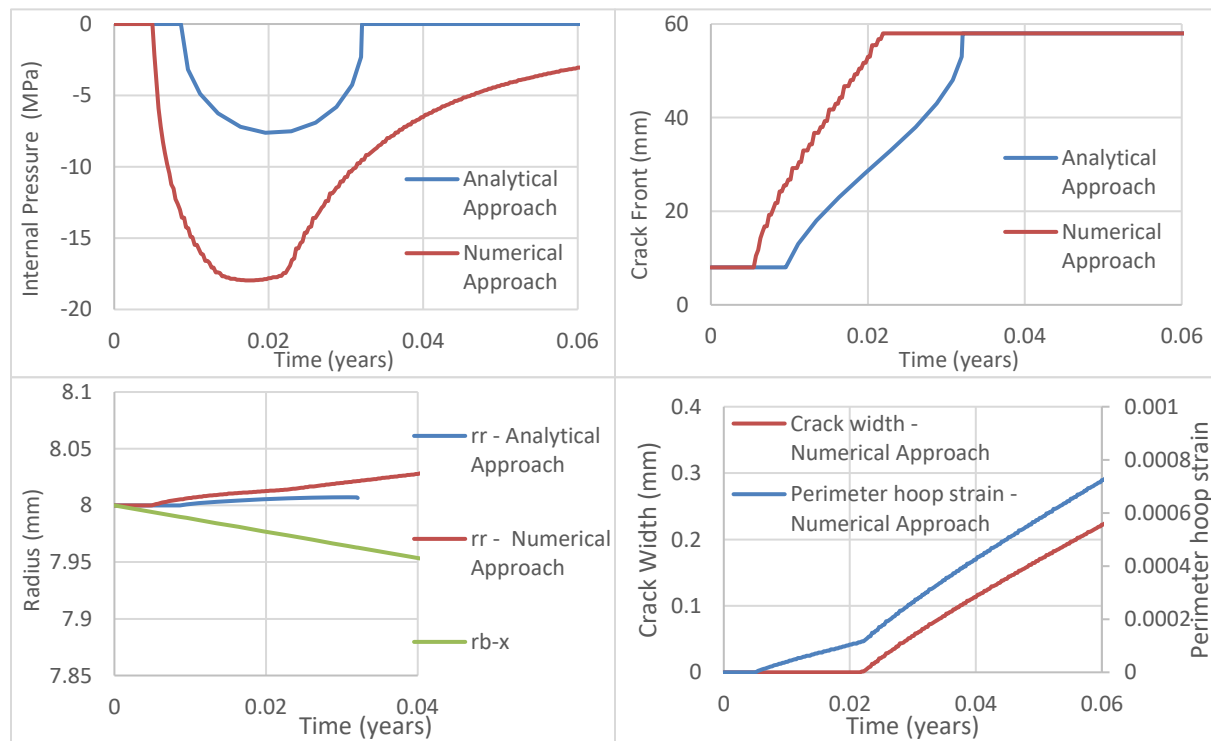 0
-5
-10
-15
-20
Internal Pressure (MPa)
0
0.02
0.04
0.06
Time (years)
Analytical
Approach
Numerical
Approach
60
40
20
0
Crack Front (mm)
0
0.02
0.04
0.06
Time (years)
Analytical
Approach
Numerical
Approach
8.1
8.05
8
7.95
7.9
7.85
Radius (mm)
0
0.02
0.04
Time (years)
rr - Analytical
Approach
rr - Numerical
Approach
rb-x
0.4
0.3
0.2
0.1
0
Crack Width (mm)
Crack width -
Numerical Approach
Perimeter hoop strain -
Numerical Approach
0.001
0.0008
0.0006
0.0004
0.0002
0
Perimeter hoop strain
0
0.02
0.04
0.06
Time (years)